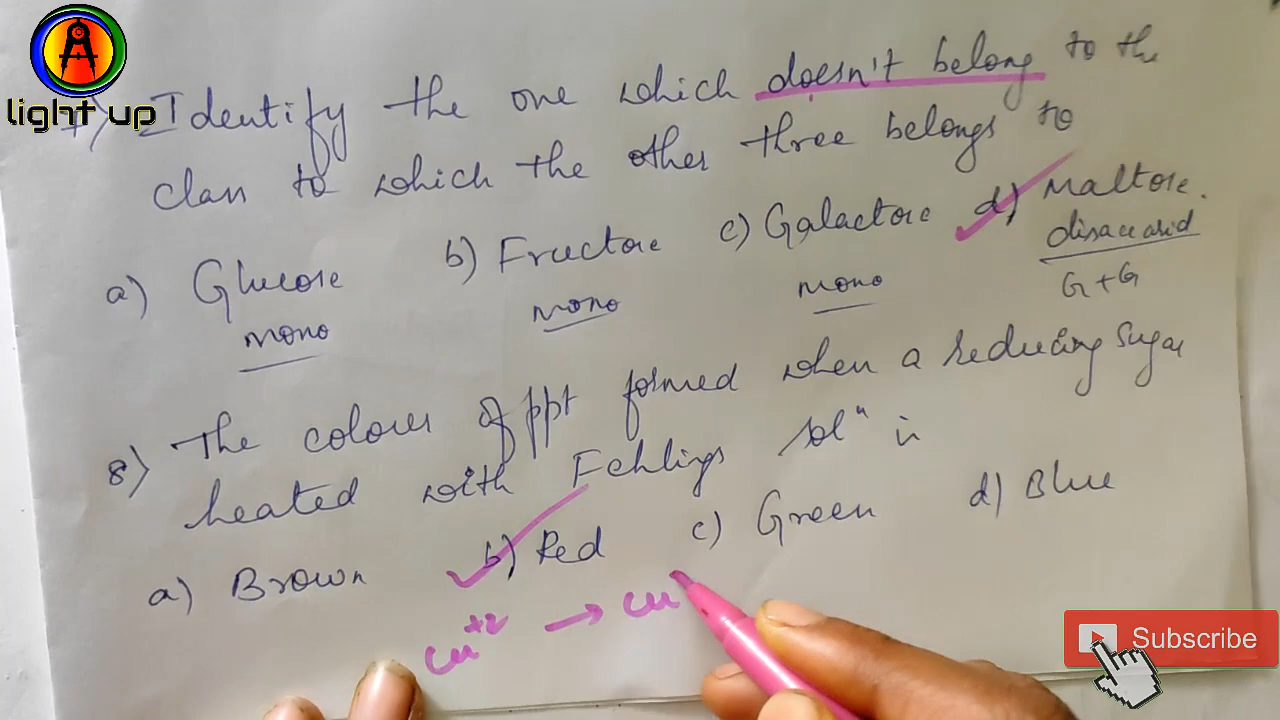 light up
7) Identify the one which doesn't belong to the
class to which the other three belongs to
a) Glucose b) Fructose c) Galactose d) Maltose.
mono mono mono disaccarid
G+G
8) The colour of ppt formed when a reducing sugar
heated with Fehlings solⁿ is
a) Brown b) Red c) Green d) Blue
Cu+2 → Cu
Subscribe